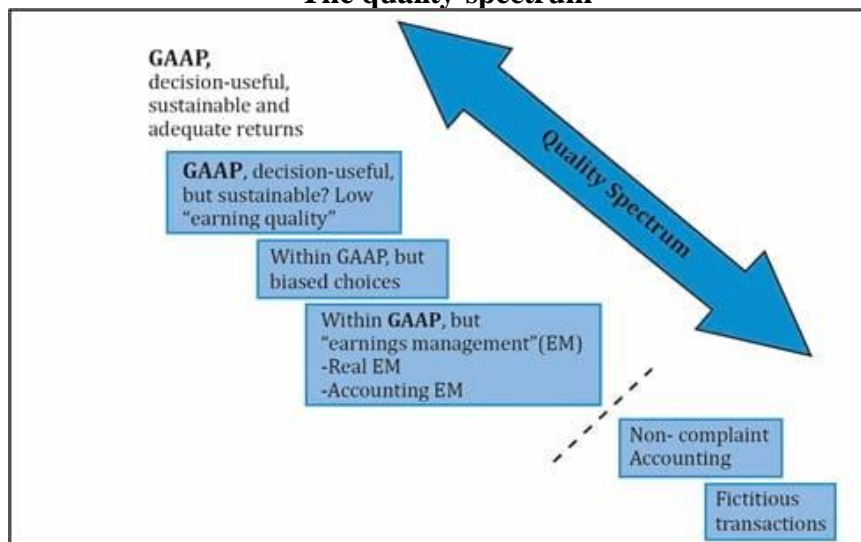 The quality spectrum
GAAP,
decision-useful,
sustainable and
adequate returns
Quality Spectrum
GAAP, decision-useful,
but sustainable? Low
“earning quality”
Within GAAP, but
biased choices
Within GAAP, but
“earnings management”(EM)
-Real EM
-Accounting EM
Non- complaint
Accounting
Fictitious
transactions